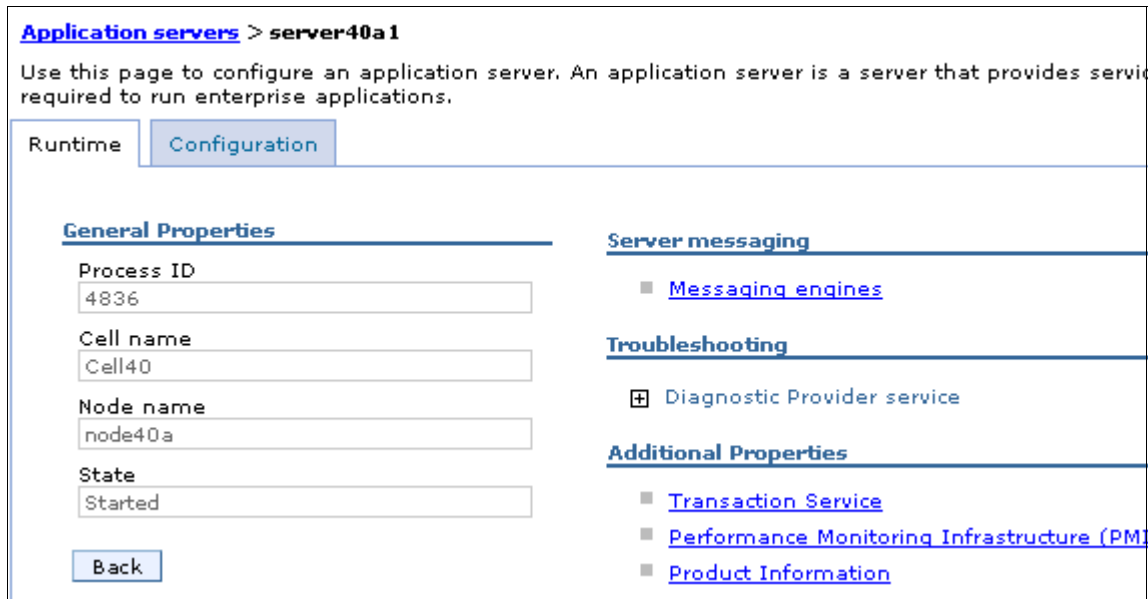 Application servers > server40a1
Use this page to configure an application server. An application server is a server that provides
required to run enterprise applications.
Runtime
Configuration
General Properties
Process ID
4836
Cell name
Cell40
Node name
node40a
State
Started
Back
Server messaging
Messaging engines
Troubleshooting
Diagnostic Provider service
Additional Properties
Transaction Service
Performance Monitoring Infrastructure (PMI
Product Information